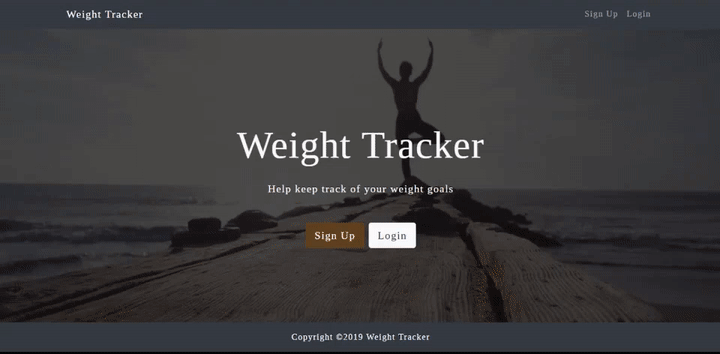 Weight Tracker Sign Up Login
Weight Tracker
Help keep track of your weight goals
Sign Up Login
Copyright ©2019 Weight Tracker